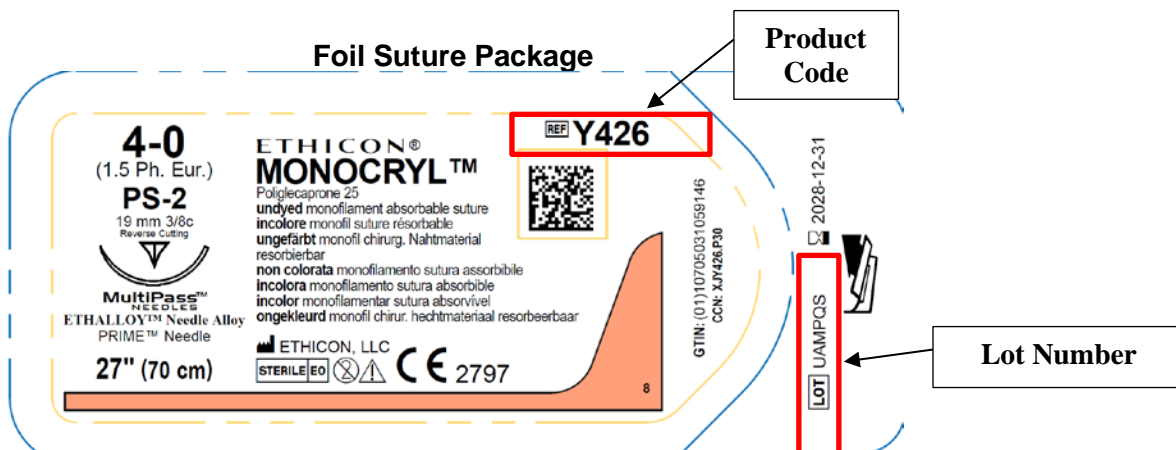 Foil Suture Package
Product
Code
4-0
(1.5 Ph. Eur.)
PS-2
19 mm 3/8c
Reverse Cutting
MultiPass™
NEEDLES
ETHALLOY™ Needle Alloy
PRIME™ Needle
27" (70 cm)
ETHICON®
MONOCRYL™
Poliglecaprone 25
undyed monofilament absorbable suture
incolore monofil suture résorbable
ungefärbt monofil chirurg. Nahtmaterial
resorbierbar
non colorata monofilamento sutura assorbibile
incolora monofilamento sutura absorbible
incolor monofilamentar sutura absorvível
ongekleurd monofil chirur. hechtmateriaal resorbeerbaar
ETHICON, LLC
STERILE EO 2 CE 2797
REF Y426
8
GTIN: (01)10705031059146
CCN: XJY426.P30
2028-12-31
LOT UAMPQS
Lot Number